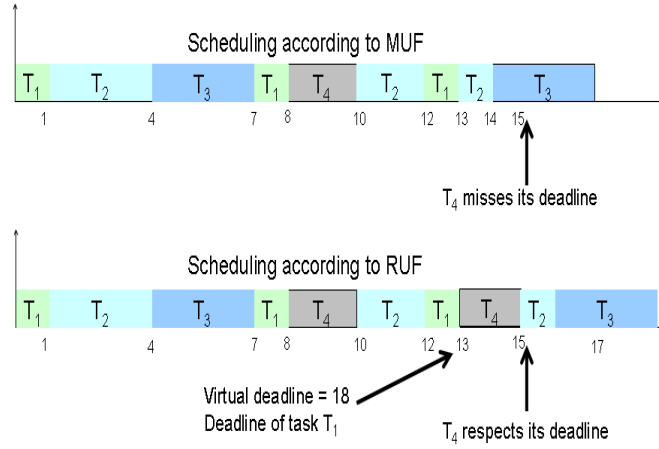 Scheduling according to MUF
T₁ T₂ T₃ T₁ T₄ T₂ T₁ T₂ T₃
1 4 7 8 10 12 13 14 15
T₄ misses its deadline
Scheduling according to RUF
T₁ T₂ T₃ T₁ T₄ T₂ T₁ T₄ T₂ T₃
1 4 7 8 10 12 13 15 17
Virtual deadline = 18
Deadline of task T₁
T₄ respects its deadline